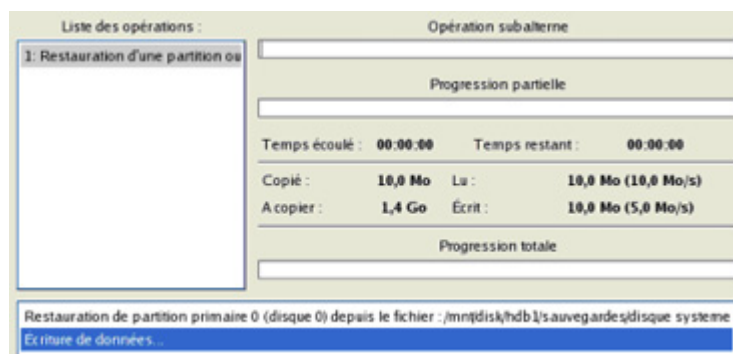 Liste des opérations :
Opération subalterne
1: Restauration d'une partition ou
Progression partielle
Temps écoulé : 00:00:00 Temps restant : 00:00:00
Copié : 10,0 Mo Lu : 10,0 Mo (10,0 Mo/s)
A copier : 1,4 Go Écrit : 10,0 Mo (5,0 Mo/s)
Progression totale
Restauration de partition primaire 0 (disque 0) depuis le fichier : /mnt/disk/hdb1/sauvegardes/disque systeme
Ecriture de données...